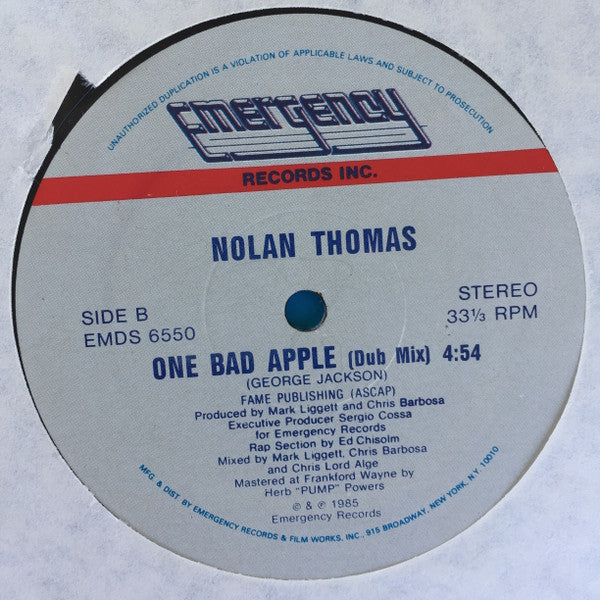 UNAUTHORIZED DUPLICATION IS A VIOLATION OF APPLICABLE LAWS AND SUBJECT TO PROSECUTION
Emergency
RECORDS INC.
NOLAN THOMAS
SIDE B
EMDS 6550
STEREO
33⅓ RPM
ONE BAD APPLE (Dub Mix) 4:54
(GEORGE JACKSON)
FAME PUBLISHING (ASCAP)
Produced by Mark Liggett and Chris Barbosa
Executive Producer Sergio Cossa
for Emergency Records
Rap Section by Ed Chisolm
Mixed by Mark Liggett, Chris Barbosa
and Chris Lord Alge
Mastered at Frankford Wayne by
Herb "PUMP" Powers
© & ℗ 1985
Emergency Records
MFG. & DIST. BY EMERGENCY RECORDS & FILM WORKS, INC., 915 BROADWAY, NEW YORK, N.Y. 10010